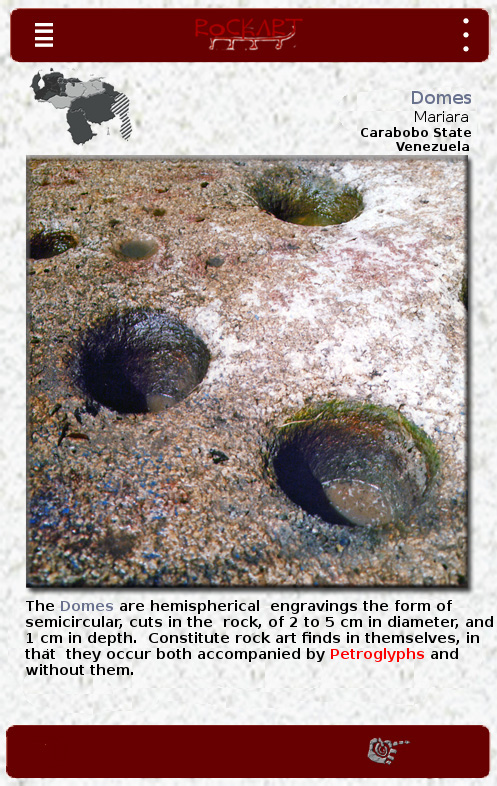 ROCKART
Domes
Mariara
Carabobo State
Venezuela
The Domes are hemispherical engravings the form of
semicircular, cuts in the rock, of 2 to 5 cm in diameter, and
1 cm in depth. Constitute rock art finds in themselves, in
that they occur both accompanied by Petroglyphs and
without them.